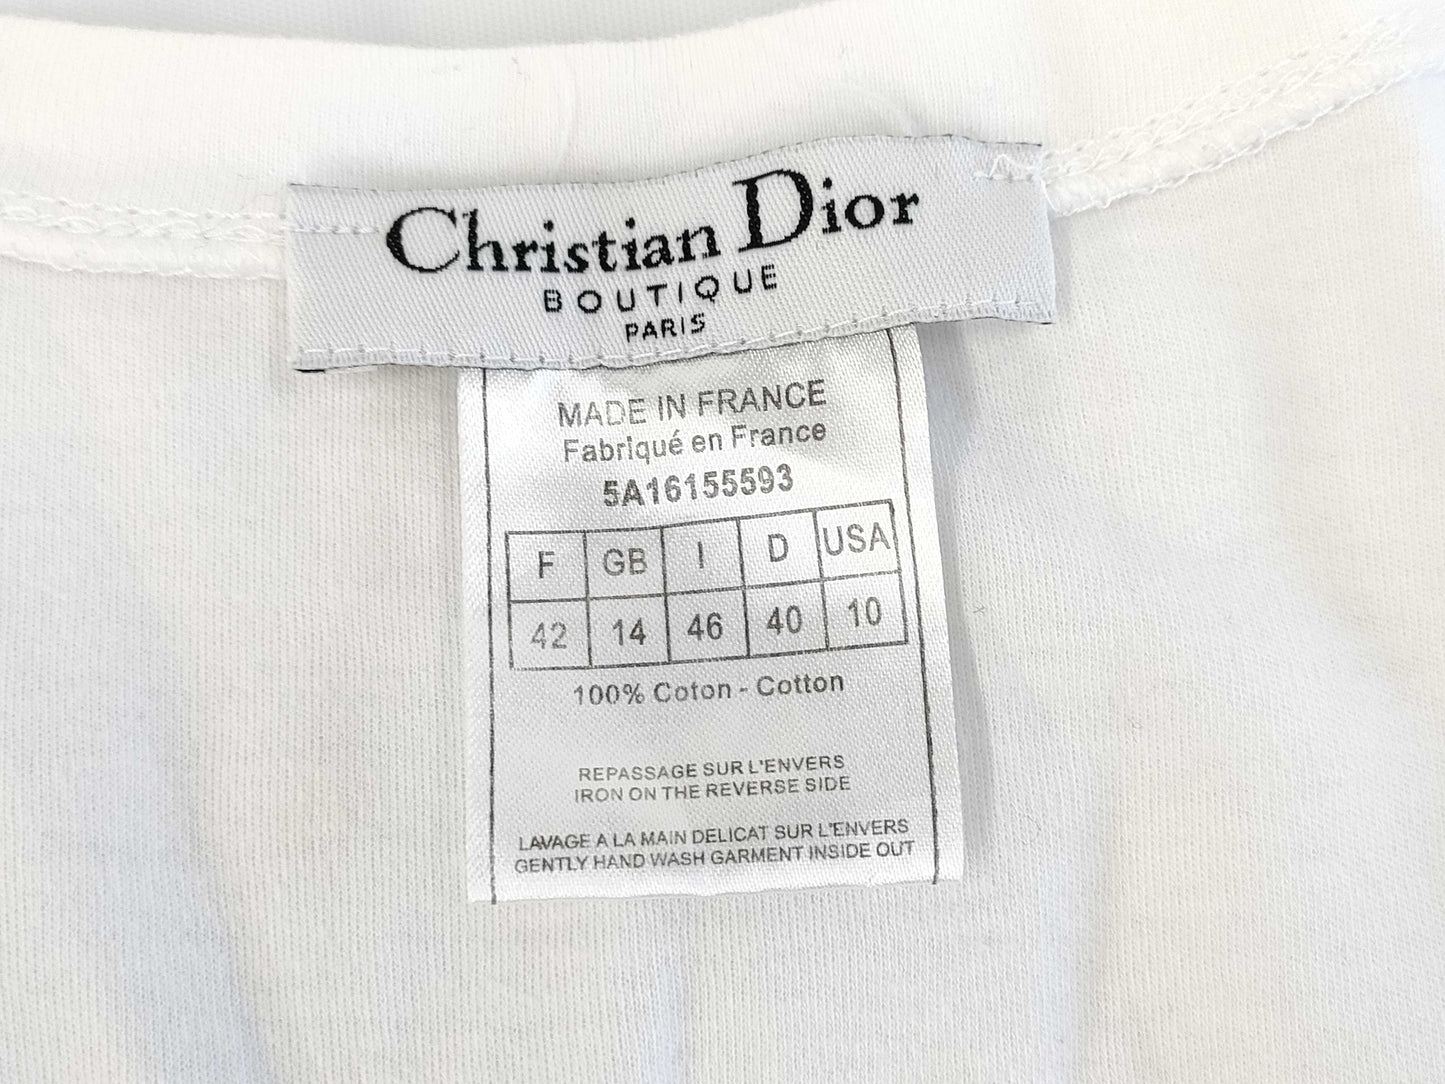 Christian Dior
BOUTIQUE
PARIS
MADE IN FRANCE
Fabriqué en France
5A16155593
F GB I D USA
42 14 46 40 10
100% Coton - Cotton
REPASSAGE SUR L'ENVERS
IRON ON THE REVERSE SIDE
LAVAGE A LA MAIN DELICAT SUR L'ENVERS
GENTLY HAND WASH GARMENT INSIDE OUT